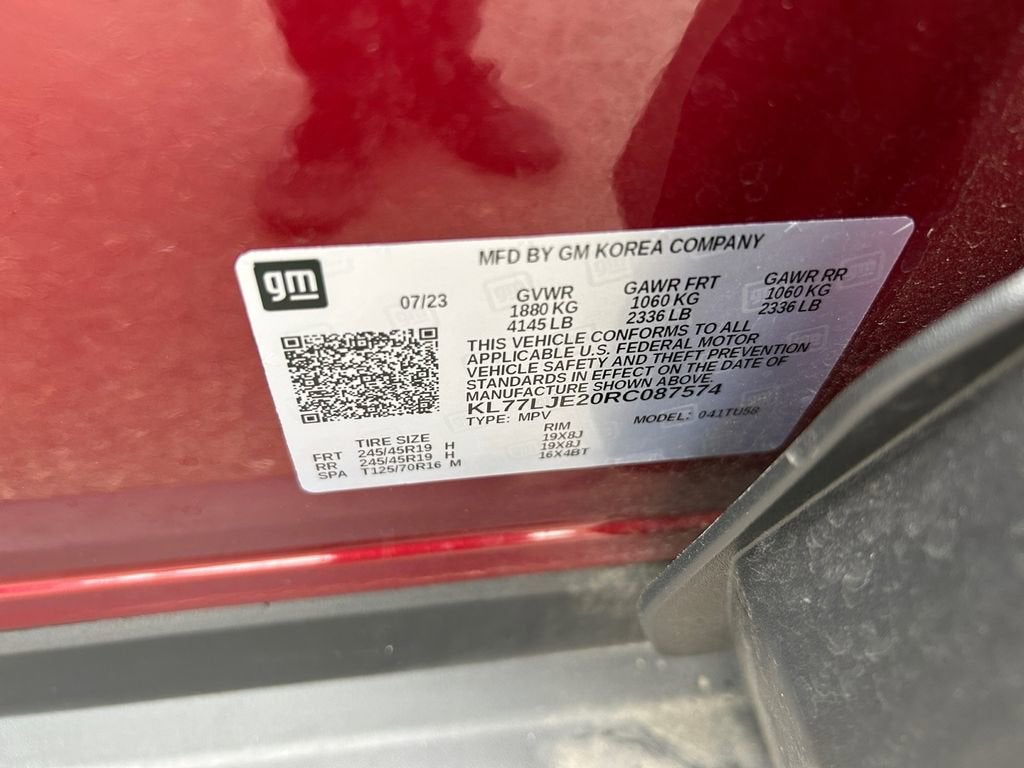 gm
MFD BY GM KOREA COMPANY
07/23
GVWR
1880 KG
4145 LB
GAWR FRT
1060 KG
2336 LB
GAWR RR
1060 KG
2336 LB
THIS VEHICLE CONFORMS TO ALL
APPLICABLE U.S. FEDERAL MOTOR
VEHICLE SAFETY AND THEFT PREVENTION
STANDARDS IN EFFECT ON THE DATE OF
MANUFACTURE SHOWN ABOVE.
KL77LJE20RC087574
TYPE: MPV
MODEL: 041TU58
TIRE SIZE RIM
FRT 245/45R19 H 19X8J
RR 245/45R19 H 19X8J
SPA T125/70R16 M 16X4BT